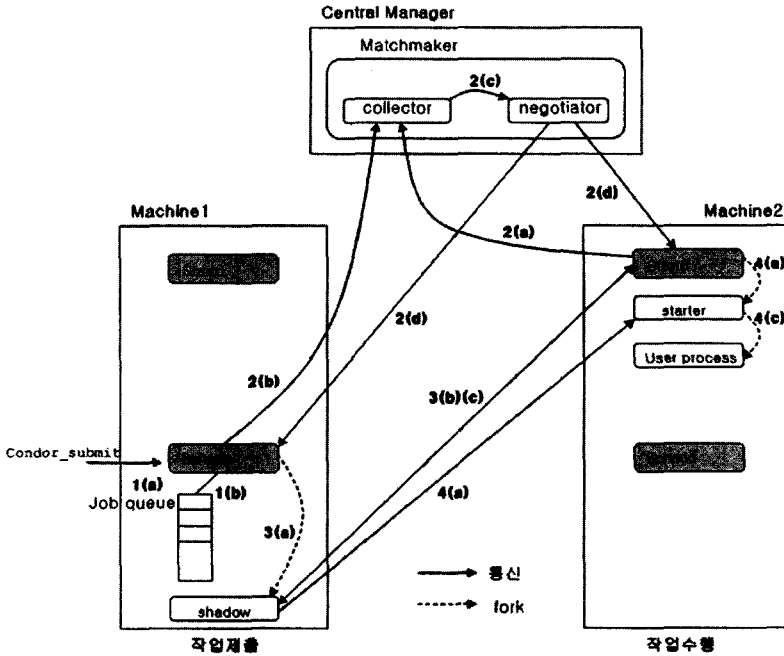 Central Manager
Matchmaker
2(c)
collector
negotiator
2(d)
Machine1
Machine2
2(a)
4(a)
starter
4(c)
2(d)
User process
2(b)
3(b)(c)
Condor_submit
1(a)
1(b)
4(a)
Job queue
3(a)
통신
fork
shadow
작업제출
작업수행